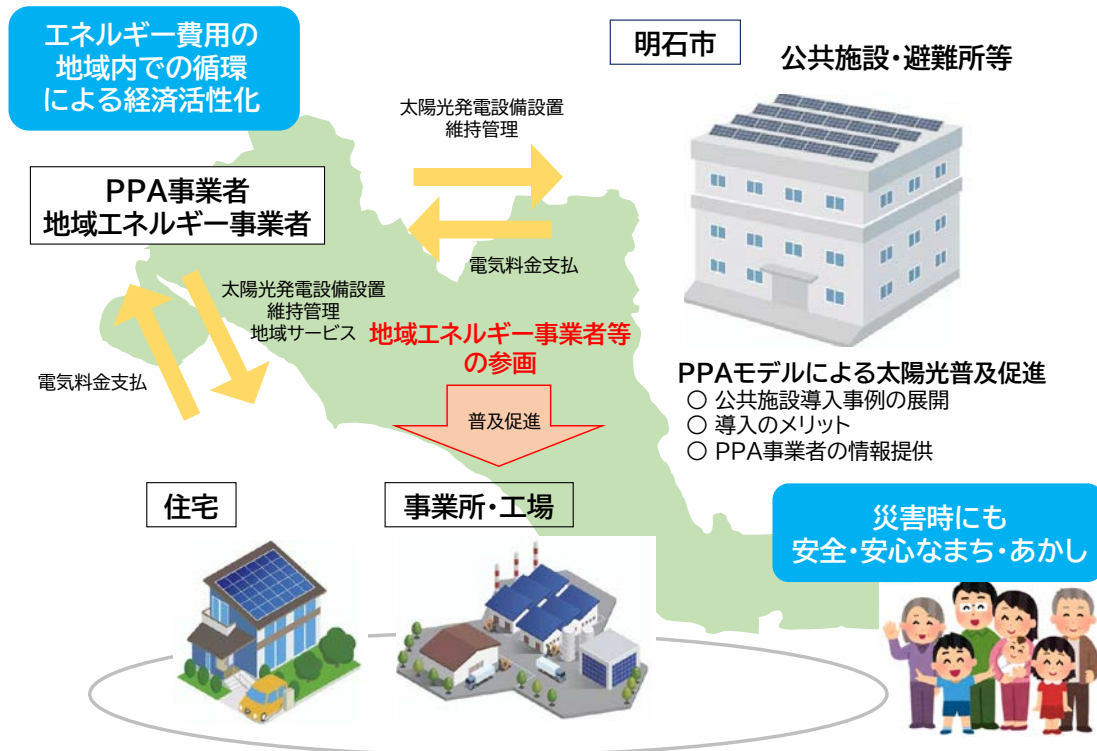 エネルギー費用の
地域内での循環
による経済活性化
明石市
公共施設・避難所等
太陽光発電設備設置
維持管理
PPA事業者
地域エネルギー事業者
電気料金支払
太陽光発電設備設置
維持管理
地域サービス
地域エネルギー事業者等
の参画
電気料金支払
普及促進
PPAモデルによる太陽光普及促進
○ 公共施設導入事例の展開
○ 導入のメリット
○ PPA事業者の情報提供
住宅
事業所・工場
災害時にも
安全・安心なまち・あかし